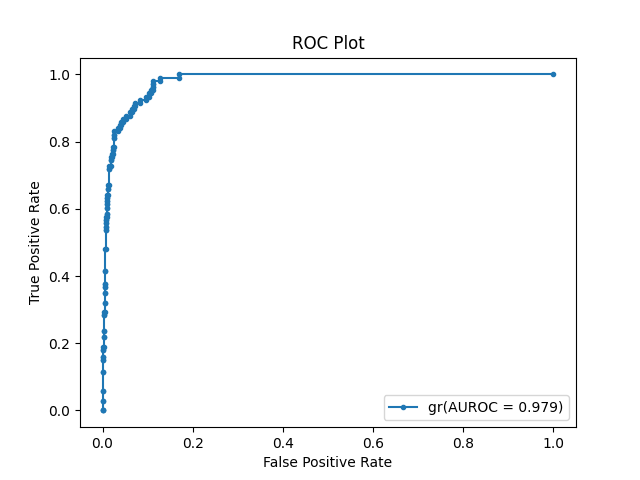 ROC Plot
True Positive Rate
1.0
0.8
0.6
0.4
0.2
0.0
gr(AUROC = 0.979)
0.0 0.2 0.4 0.6 0.8 1.0
False Positive Rate